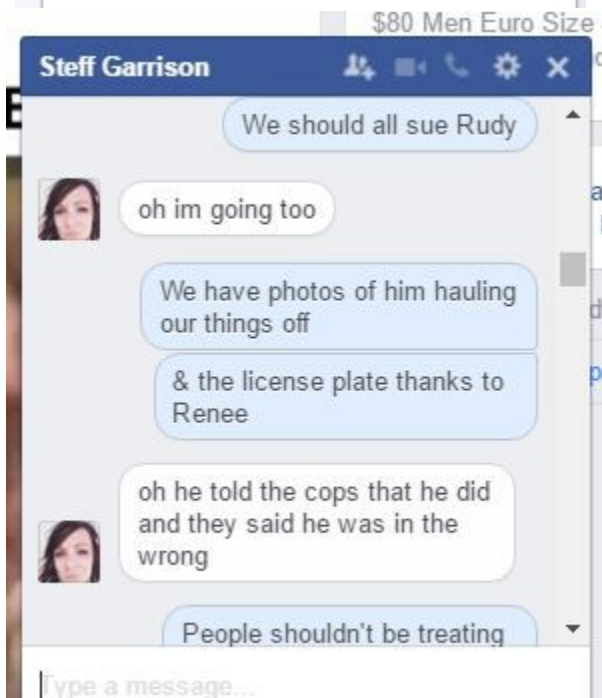 $80 Men Euro Size
Steff Garrison
We should all sue Rudy
oh im going too
We have photos of him hauling
our things off
& the license plate thanks to
Renee
oh he told the cops that he did
and they said he was in the
wrong
People shouldn't be treating
Type a message...